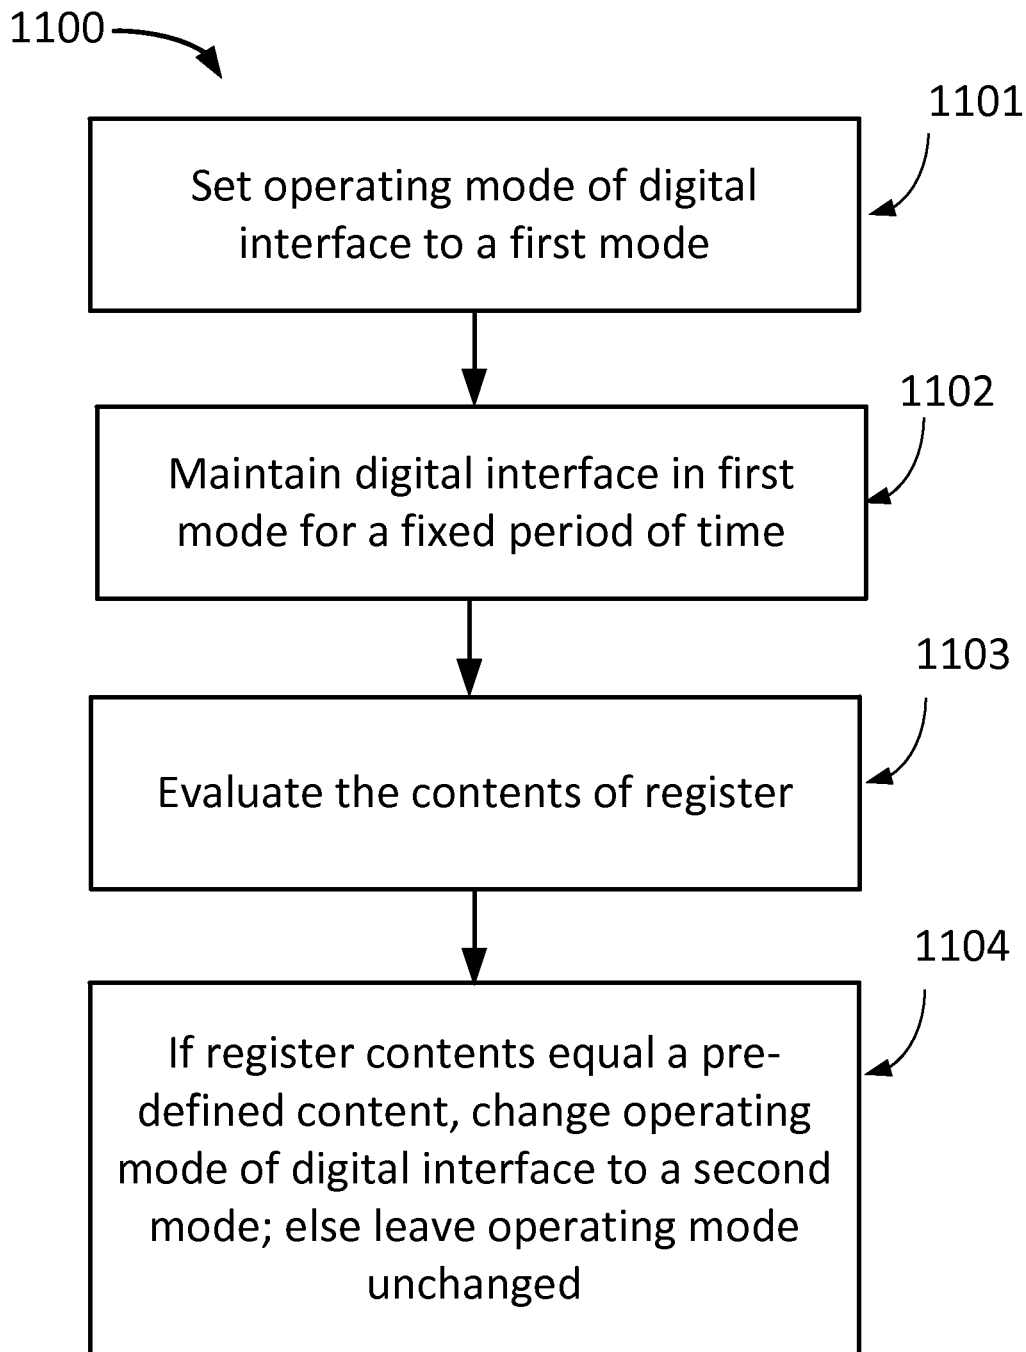 1100
1101
Set operating mode of digital
interface to a first mode
1102
Maintain digital interface in first
mode for a fixed period of time
1103
Evaluate the contents of register
1104
If register contents equal a pre-
defined content, change operating
mode of digital interface to a second
mode; else leave operating mode
unchanged